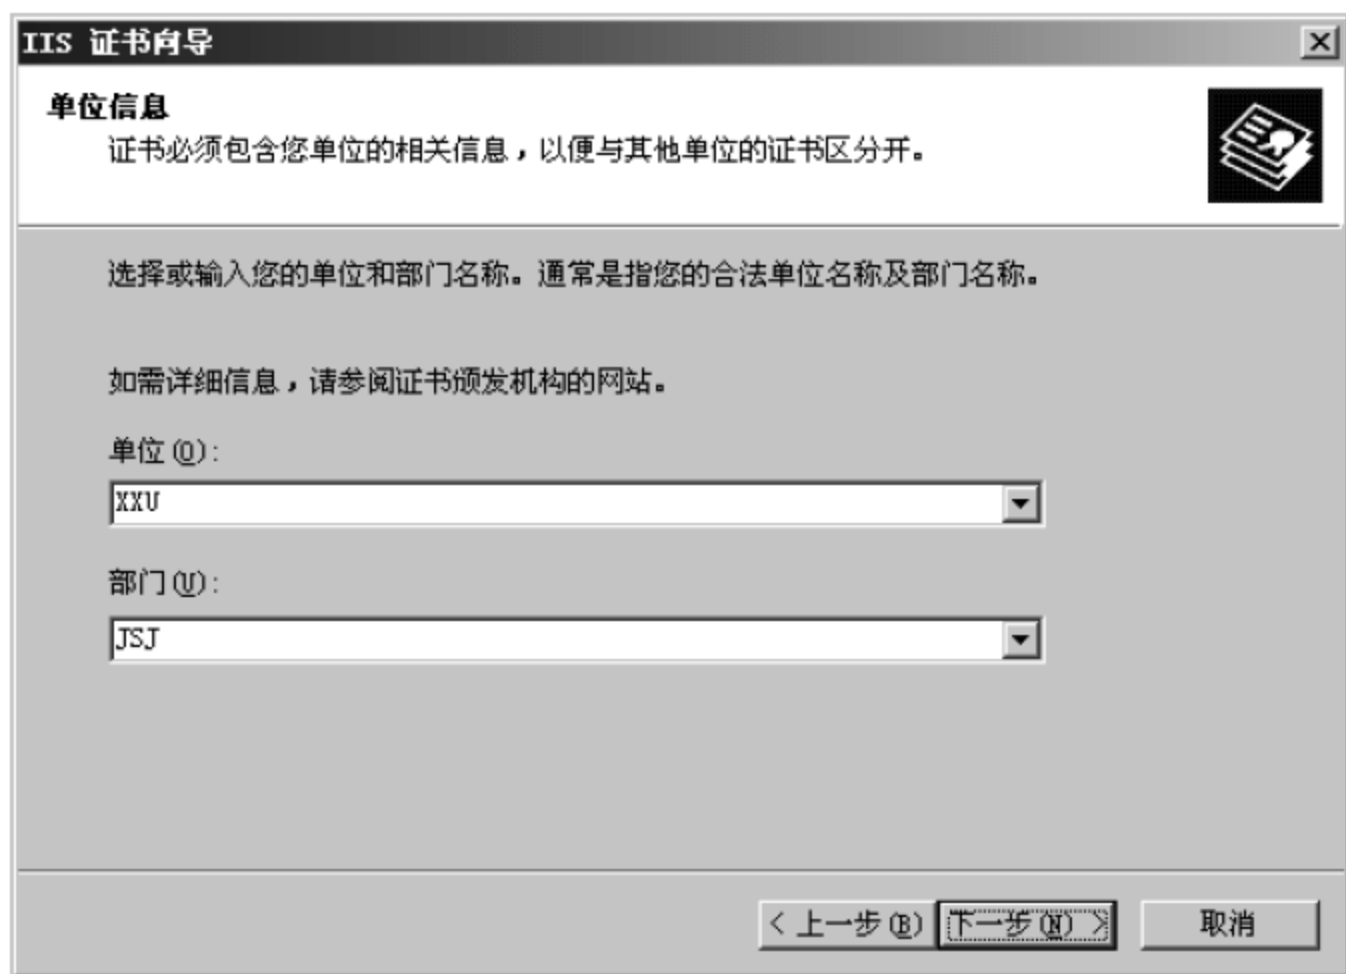 IIS 证书向导
单位信息
证书必须包含您单位的相关信息，以便与其他单位的证书区分开。
选择或输入您的单位和部门名称。通常是指您的合法单位名称及部门名称。
如需详细信息，请参阅证书颁发机构的网站。
单位(O):
XXU
部门(U):
JSJ
< 上一步(B) 下一步(N) > 取消